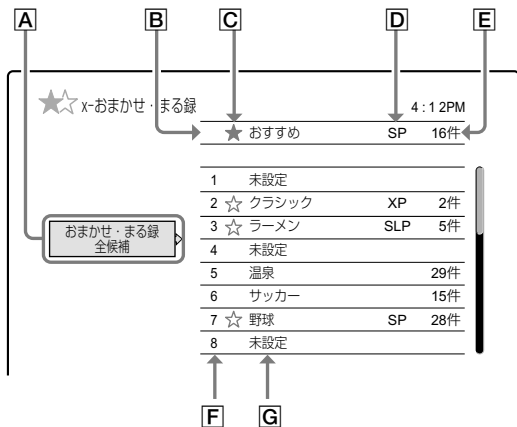 A B C D E
★☆ x-おまかせ・まる録 4:12PM
★ おすすめ SP 16件
1 未設定
2 ☆ クラシック XP 2件
3 ☆ ラーメン SLP 5件
おまかせ・まる録
全候補
4 未設定
5 温泉 29件
6 サッカー 15件
7 ☆ 野球 SP 28件
8 未設定
F G